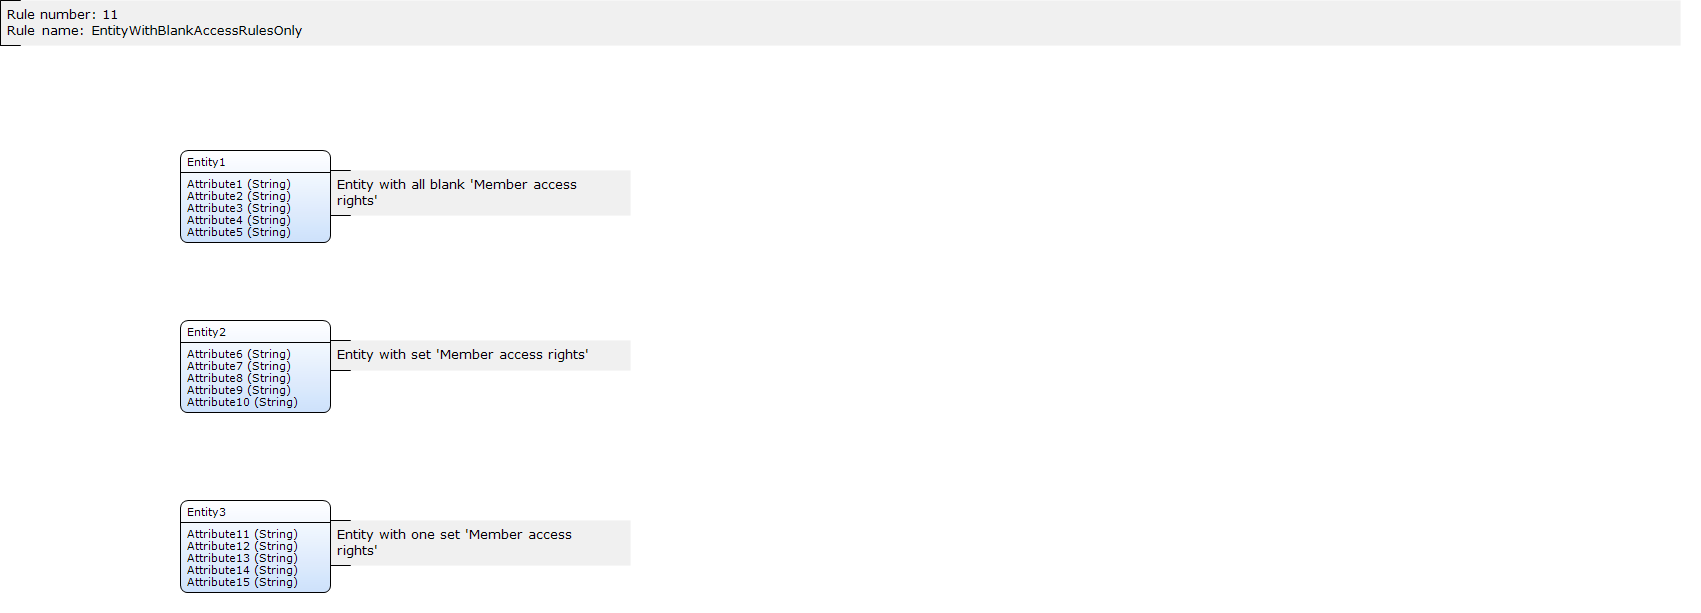 Rule number: 11
Rule name: EntityWithBlankAccessRulesOnly
Entity1
Attribute1 (String)
Attribute2 (String)
Attribute3 (String)
Attribute4 (String)
Attribute5 (String)
Entity with all blank 'Member access
rights'
Entity2
Attribute6 (String)
Attribute7 (String)
Attribute8 (String)
Attribute9 (String)
Attribute10 (String)
Entity with set 'Member access rights'
Entity3
Attribute11 (String)
Attribute12 (String)
Attribute13 (String)
Attribute14 (String)
Attribute15 (String)
Entity with one set 'Member access
rights'